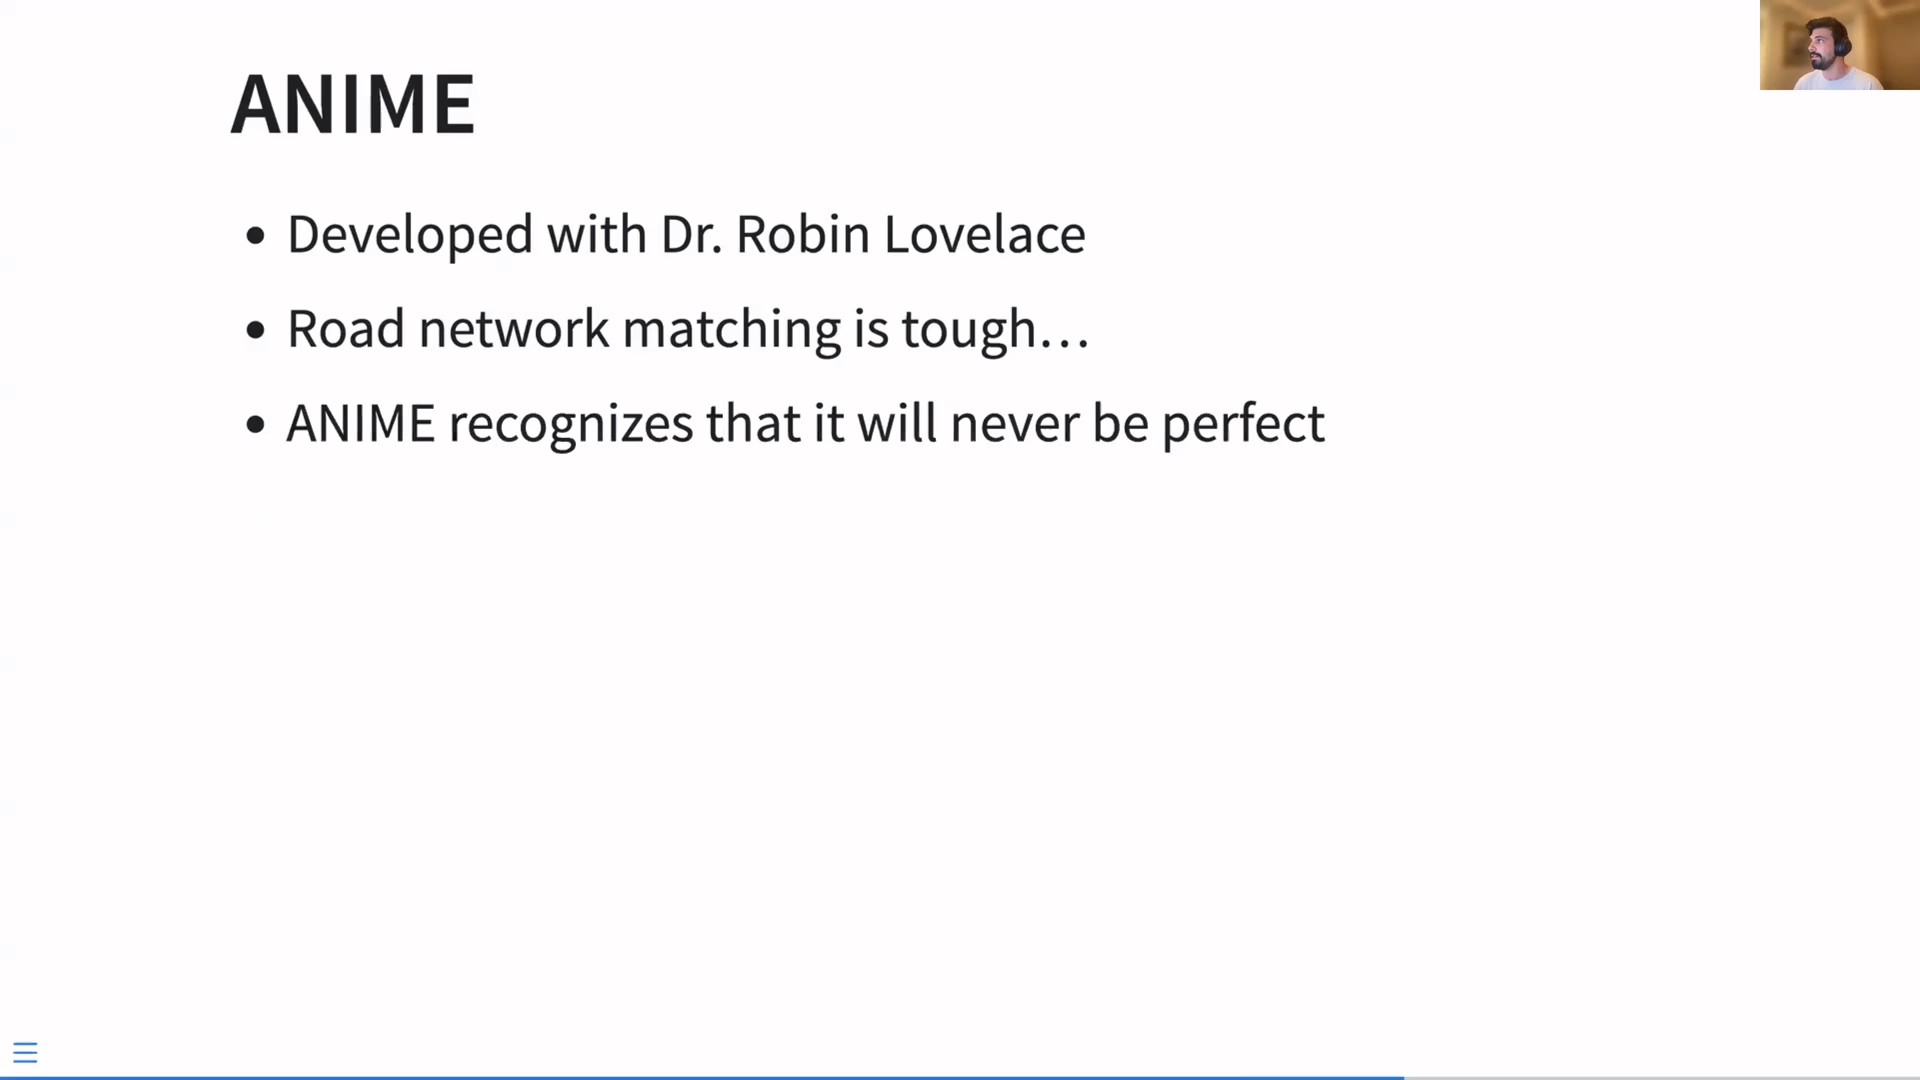 ANIME
• Developed with Dr. Robin Lovelace
• Road network matching is tough…
• ANIME recognizes that it will never be perfect